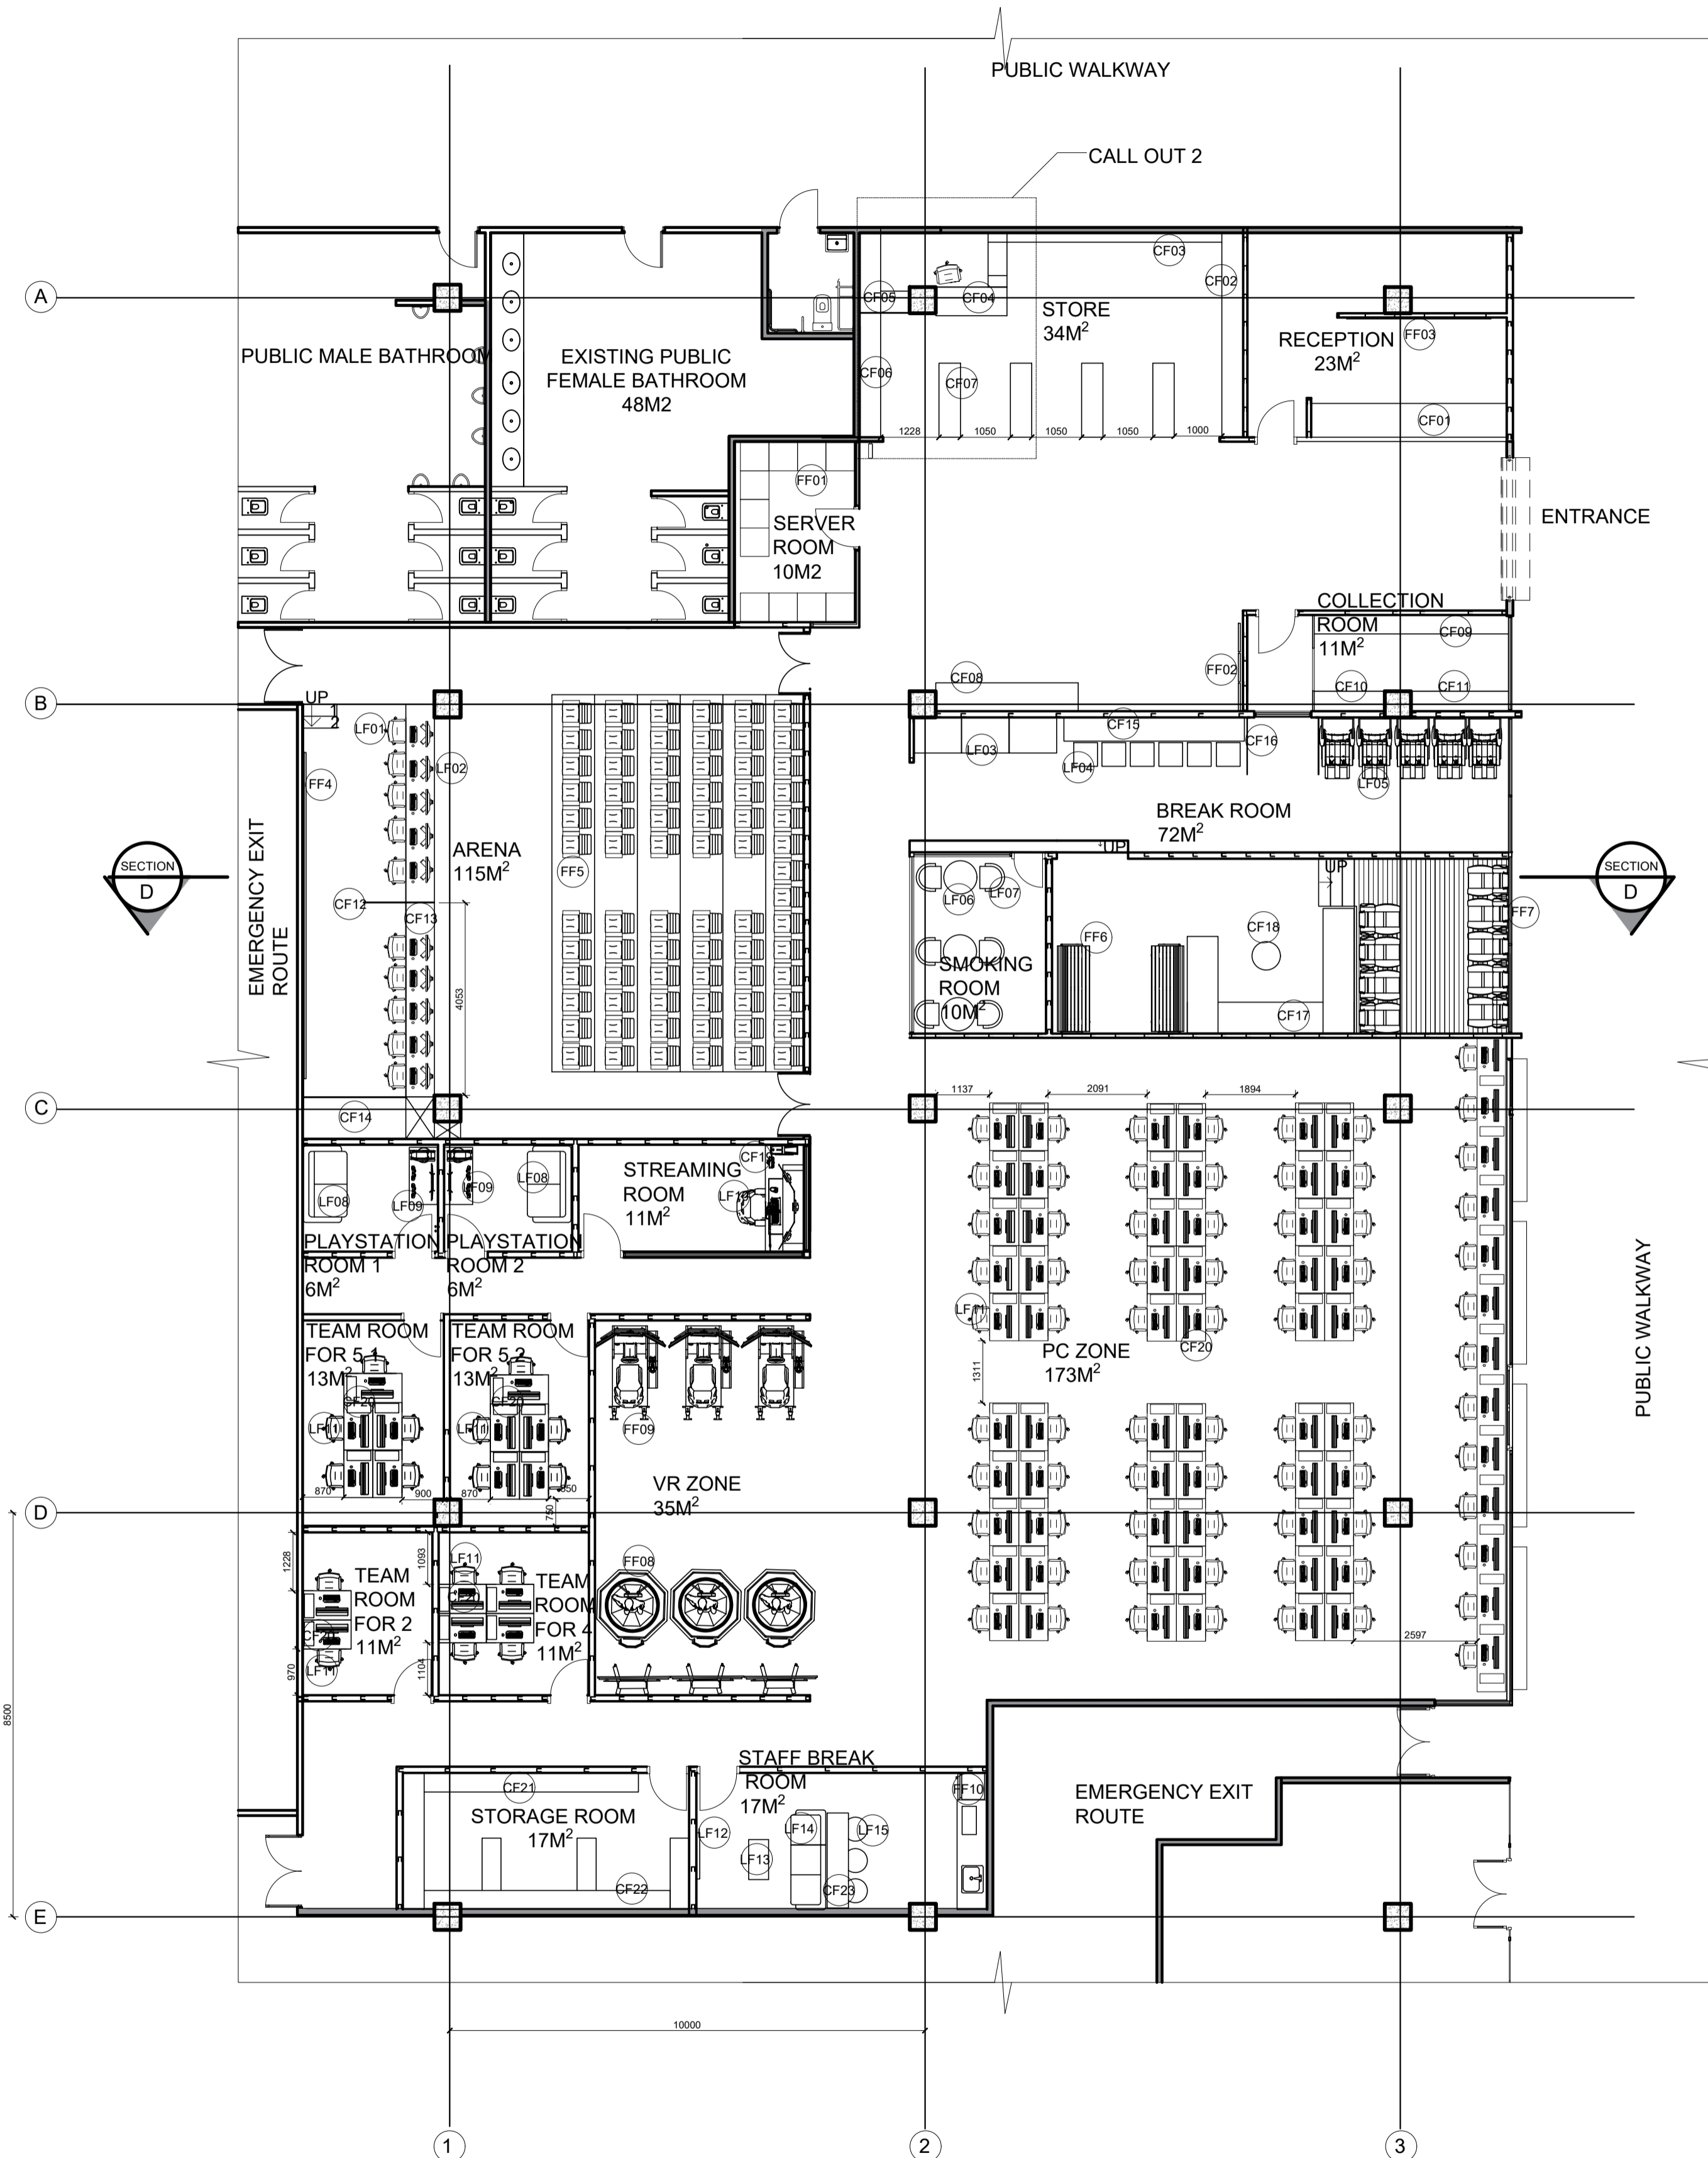 PUBLIC WALKWAY
CALL OUT 2
CF03
CF02
CF05
CF04
A
STORE
34M²
RECEPTION
23M²
FF03
PUBLIC MALE BATHROOM
EXISTING PUBLIC
FEMALE BATHROOM
48M2
CF06
CF07
CF01
1228
1050
1050
1050
1000
FF01
SERVER
ROOM
10M2
ENTRANCE
COLLECTION
ROOM
11M²
CF09
FF02
CF08
CF10
CF11
B
UP
1
2
LF01
LF02
FF4
CF15
CF16
LF03
LF04
LF05
BREAK ROOM
72M²
UP
ARENA
115M²
FF5
SECTION
D
EMERGENCY EXIT
ROUTE
CF12
CF13
4053
UP
LF06
LF07
FF6
CF18
FF7
SECTION
D
SMOKING
ROOM
10M²
CF17
C
CF14
1137
2091
1894
STREAMING
ROOM
11M²
LF08
LF09
LF09
LF08
PLAYSTATION
ROOM 1
6M²
PLAYSTATION
ROOM 2
6M²
LF11
CF20
PC ZONE
173M²
1311
PUBLIC WALKWAY
TEAM ROOM
FOR 5.1
13M²
TEAM ROOM
FOR 5.2
13M²
CF20
CF20
LF11
LF11
FF09
VR ZONE
35M²
870
900
870
850
750
D
1228
1093
LF11
FF08
TEAM
ROOM
FOR 2
11M²
TEAM
ROOM
FOR 4
11M²
LF11
970
1104
2597
8500
STAFF BREAK
ROOM
17M²
CF21
STORAGE ROOM
17M²
CF22
LF12
LF13
LF14
LF15
CF23
FF10
EMERGENCY EXIT
ROUTE
E
10000
1
2
3